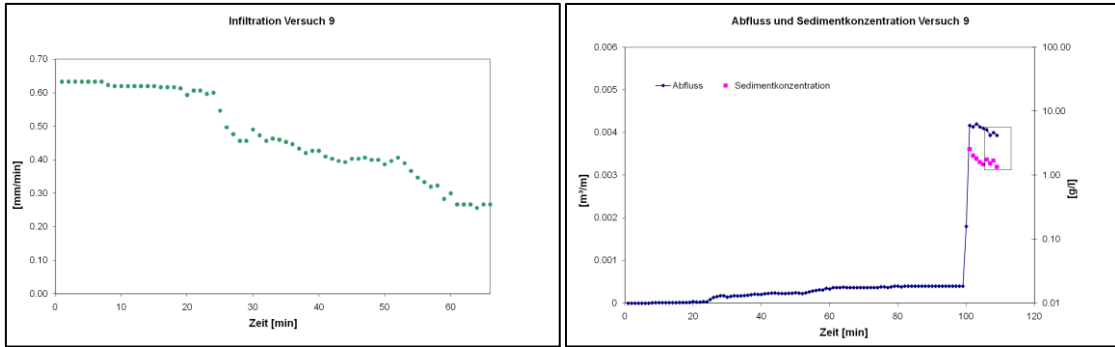 Infiltration Versuch 9
0.70
0.60
0.50
0.40
0.30
0.20
0.10
0.00
[mm/min]
0 10 20 30 40 50 60
Zeit [min]
Abfluss und Sedimentkonzentration Versuch 9
Abfluss Sedimentkonzentration
0.006
0.005
0.004
0.003
0.002
0.001
0
[m³/m]
100.00
10.00
1.00
0.10
0.01
[g/l]
0 20 40 60 80 100 120
Zeit [min]